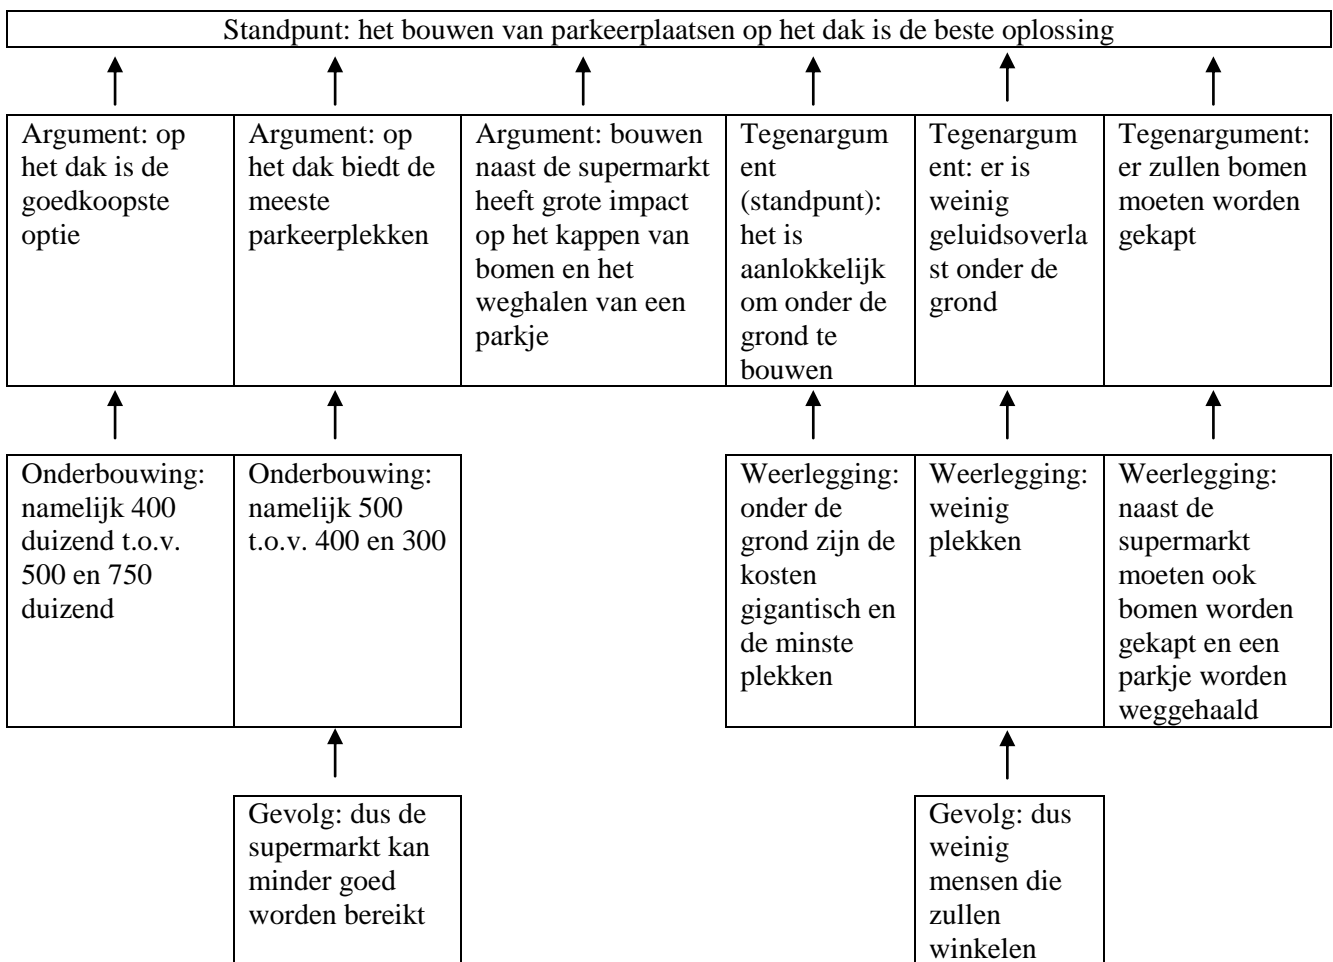 Standpunt: het bouwen van parkeerplaatsen op het dak is de beste oplossing
Argument: op
het dak is de
goedkoopste
optie
Argument: op
het dak biedt de
meeste
parkeerplekken
Argument: bouwen
naast de supermarkt
heeft grote impact
op het kappen van
bomen en het
weghalen van een
parkje
Tegenargum
ent
(standpunt):
het is
aanlokkelijk
om onder de
grond te
bouwen
Tegenargum
ent: er is
weinig
geluidsoverla
st onder de
grond
Tegenargument:
er zullen bomen
moeten worden
gekapt
Onderbouwing:
namelijk 400
duizend t.o.v.
500 en 750
duizend
Onderbouwing:
namelijk 500
t.o.v. 400 en 300
Weerlegging:
onder de
grond zijn de
kosten
gigantisch en
de minste
plekken
Weerlegging:
weinig
plekken
Weerlegging:
naast de
supermarkt
moeten ook
bomen worden
gekapt en een
parkje worden
weggehaald
Gevolg: dus de
supermarkt kan
minder goed
worden bereikt
Gevolg: dus
weinig
mensen die
zullen
winkelen